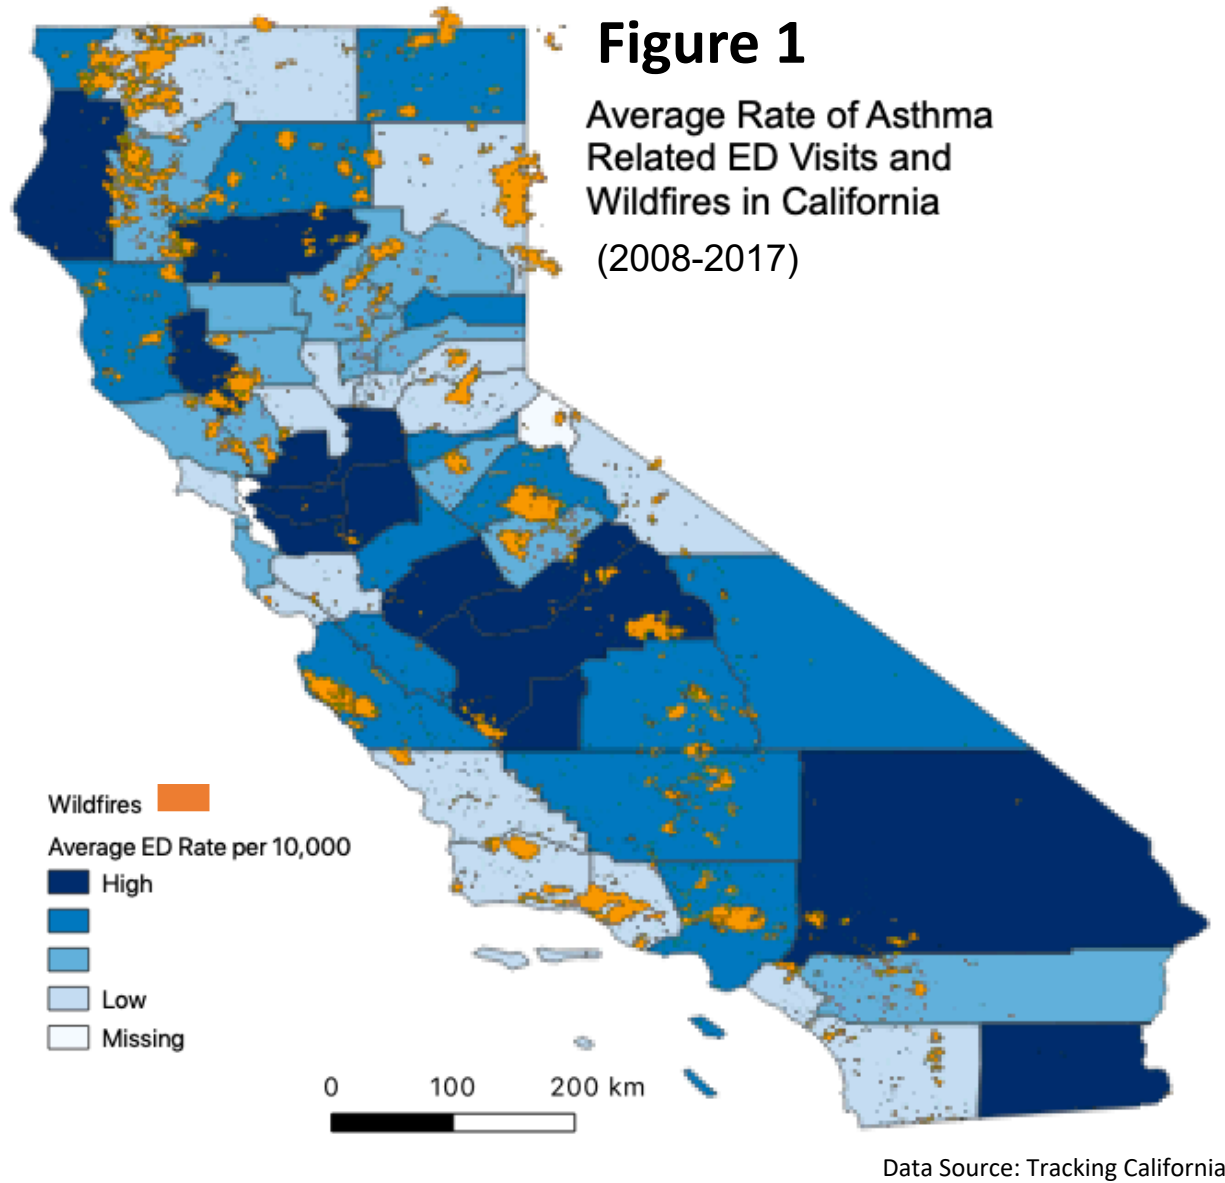 Figure 1
Average Rate of Asthma
Related ED Visits and
Wildfires in California
(2008-2017)
Wildfires
Average ED Rate per 10,000
High
Low
Missing
0 100 200 km
Data Source: Tracking California